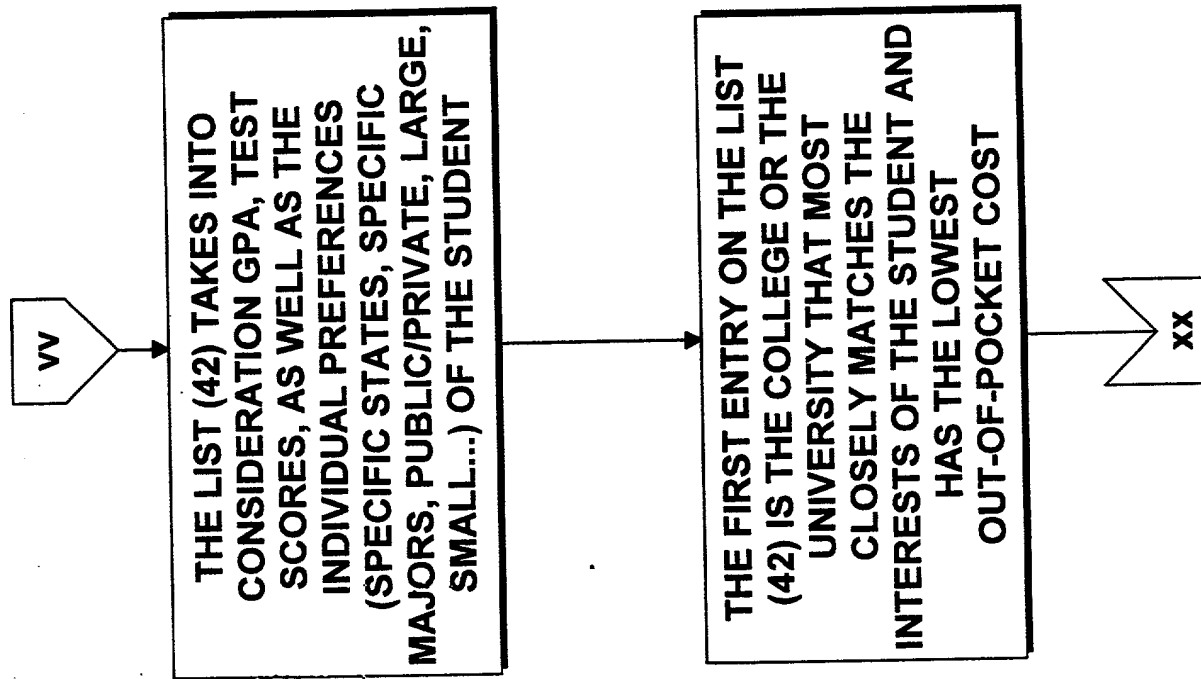 VV
THE LIST (42) TAKES INTO
CONSIDERATION GPA, TEST
SCORES, AS WELL AS THE
INDIVIDUAL PREFERENCES
(SPECIFIC STATES, SPECIFIC
MAJORS, PUBLIC/PRIVATE, LARGE,
SMALL...) OF THE STUDENT
THE FIRST ENTRY ON THE LIST
(42) IS THE COLLEGE OR THE
UNIVERSITY THAT MOST
CLOSELY MATCHES THE
INTERESTS OF THE STUDENT AND
HAS THE LOWEST
OUT-OF-POCKET COST
XX